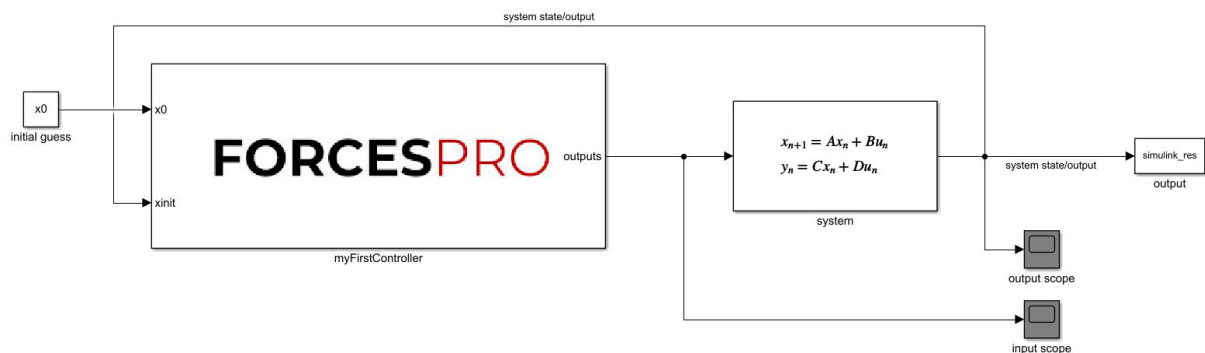 system state/output
x0
initial guess
x0
xinit
FORCESPRO
outputs
myFirstController
xₙ₊₁ = Axₙ + Buₙ
yₙ = Cxₙ + Duₙ
system
system state/output
simulink_res
output
output scope
input scope